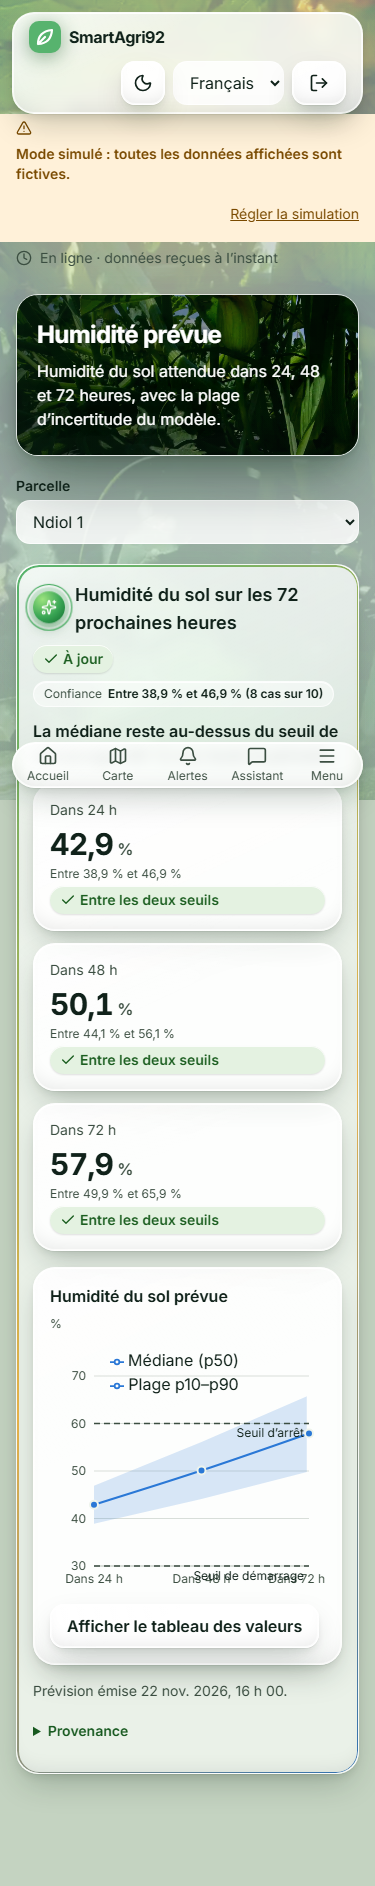 SmartAgri92
Français
Mode simulé : toutes les données affichées sont
fictives.
Régler la simulation
En ligne · données reçues à l’instant
Humidité prévue
Humidité du sol attendue dans 24, 48
et 72 heures, avec la plage
d’incertitude du modèle.
Parcelle
Ndiol 1
Humidité du sol sur les 72
prochaines heures
À jour
Confiance Entre 38,9 % et 46,9 % (8 cas sur 10)
La médiane reste au-dessus du seuil de
Accueil
Carte
Alertes
Assistant
Menu
Dans 24 h
42,9 %
Entre 38,9 % et 46,9 %
Entre les deux seuils
Dans 48 h
50,1 %
Entre 44,1 % et 56,1 %
Entre les deux seuils
Dans 72 h
57,9 %
Entre 49,9 % et 65,9 %
Entre les deux seuils
Humidité du sol prévue
%
Médiane (p50)
Plage p10–p90
70
60
Seuil d’arrêt
50
40
30
Seuil de démarrage
Dans 24 h
Dans 48 h
Dans 72 h
Afficher le tableau des valeurs
Prévision émise 22 nov. 2026, 16 h 00.
Provenance